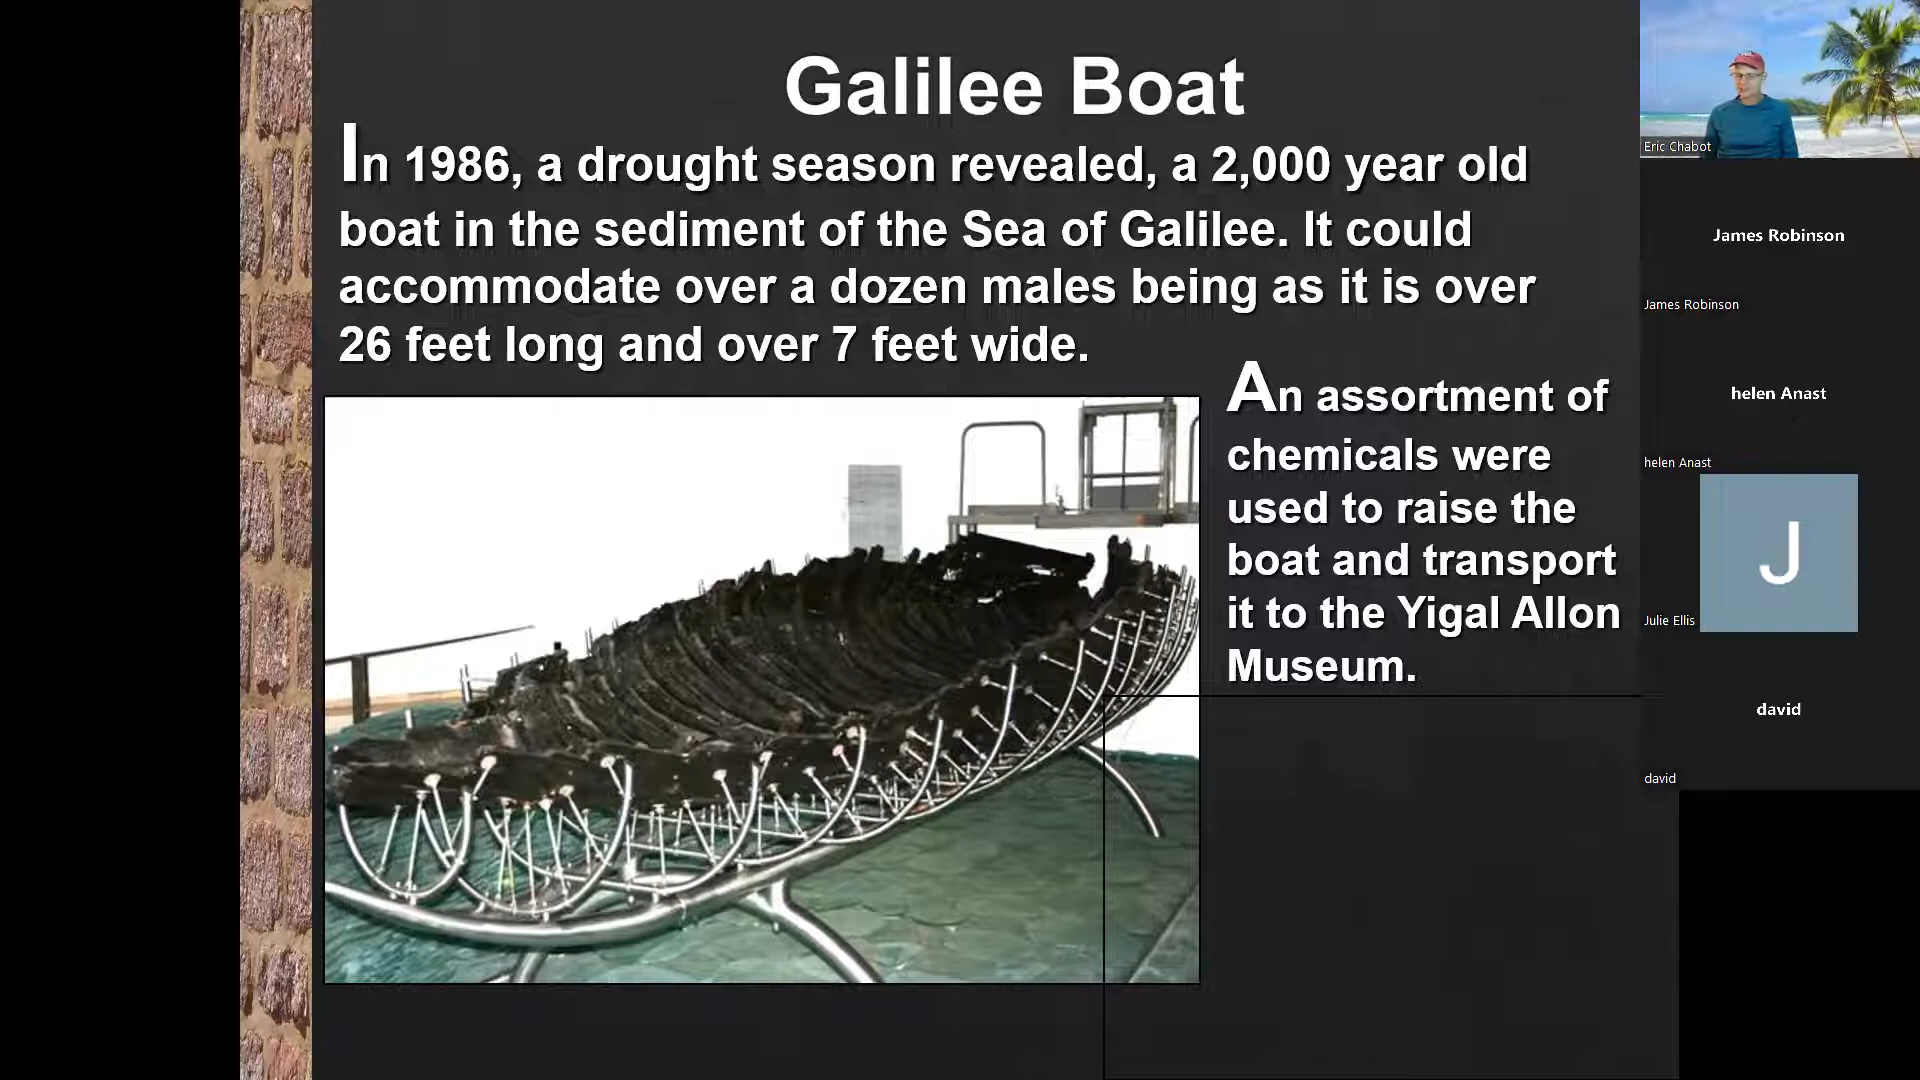 Galilee Boat
In 1986, a drought season revealed, a 2,000 year old
boat in the sediment of the Sea of Galilee. It could
accommodate over a dozen males being as it is over
26 feet long and over 7 feet wide.
An assortment of
chemicals were
used to raise the
boat and transport
it to the Yigal Allon
Museum.
Eric Chabot
James Robinson
James Robinson
helen Anast
helen Anast
J
Julie Ellis
david
david